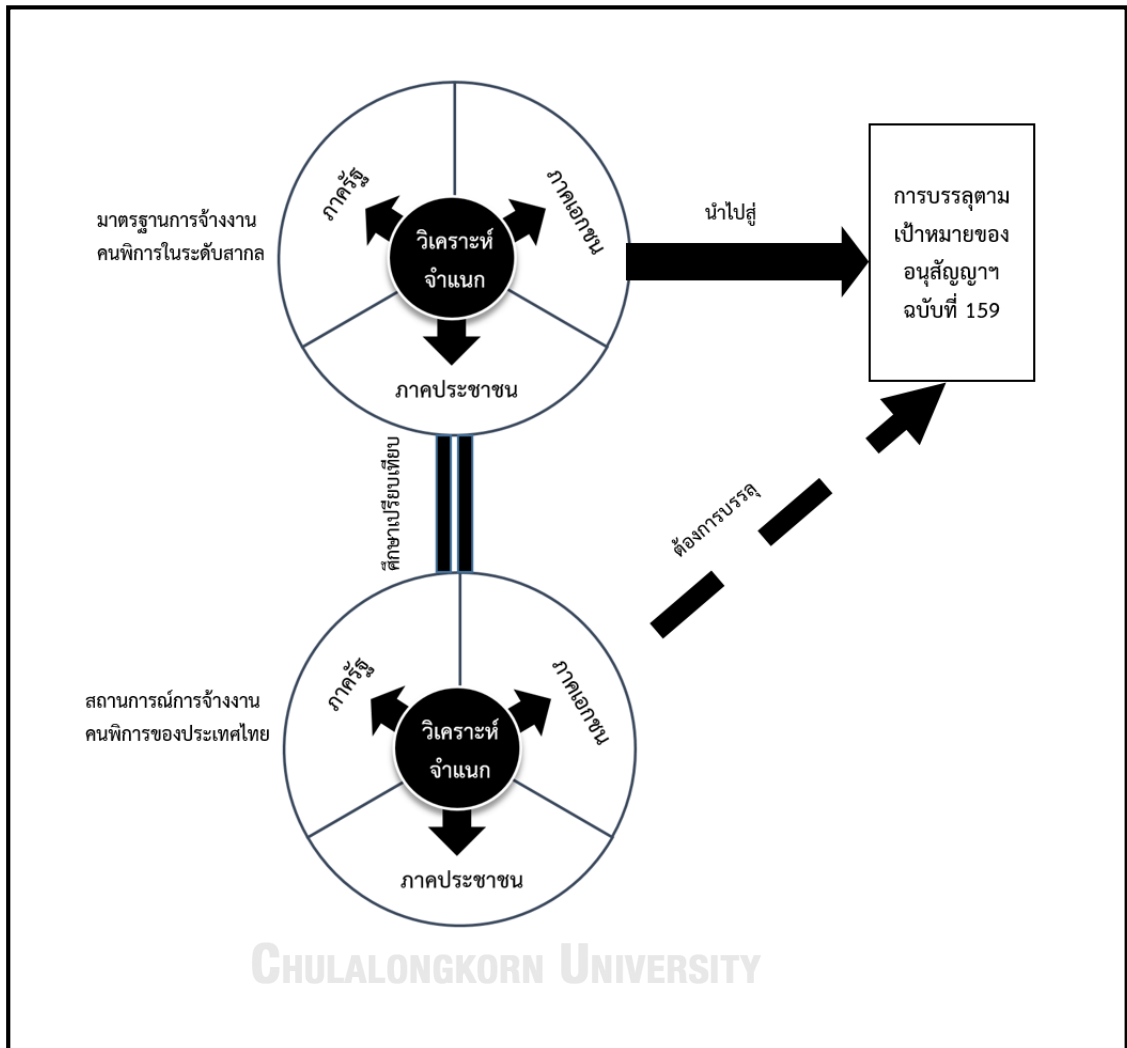 มาตรฐานการจ้างงาน
คนพิการในระดับสากล
ภาครัฐ
ภาคเอกชน
วิเคราะห์
จำแนก
ภาคประชาชน
นำไปสู่
การบรรลุตาม
เป้าหมายของ
อนุสัญญาฯ
ฉบับที่ 159
ศึกษาเปรียบเทียบ
ต้องการบรรลุ
สถานการณ์การจ้างงาน
คนพิการของประเทศไทย
ภาครัฐ
ภาคเอกชน
วิเคราะห์
จำแนก
ภาคประชาชน
CHULALONGKORN UNIVERSITY